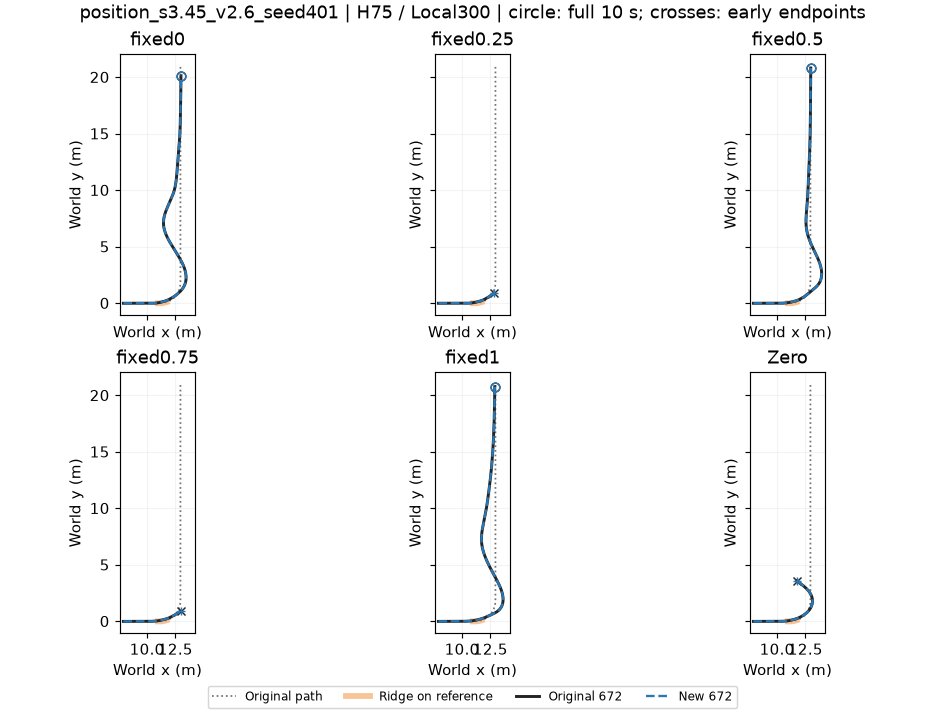 position_s3.45_v2.6_seed401 | H75 / Local300 | circle: full 10 s; crosses: early endpoints
fixed0
fixed0.25
fixed0.5
World y (m)
20
15
10
5
0
World x (m)
World y (m)
World x (m)
World y (m)
World x (m)
fixed0.75
fixed1
Zero
World y (m)
20
15
10
5
0
10.0 12.5
World x (m)
World y (m)
10.0 12.5
World x (m)
World y (m)
10.0 12.5
World x (m)
Original path
Ridge on reference
Original 672
New 672